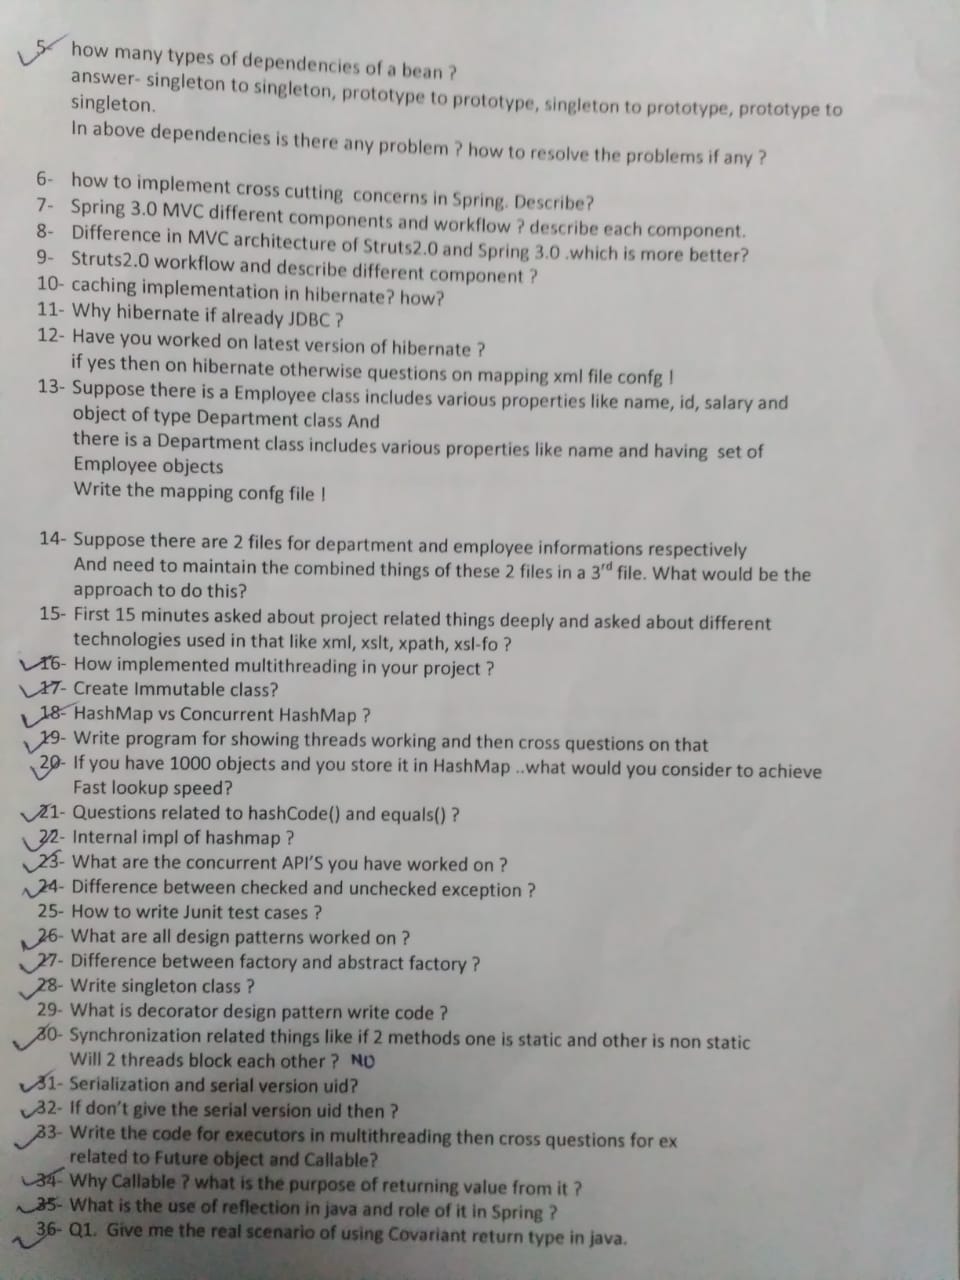 5- how many types of dependencies of a bean ?
answer- singleton to singleton, prototype to prototype, singleton to prototype, prototype to
singleton.
In above dependencies is there any problem ? how to resolve the problems if any ?
6- how to implement cross cutting concerns in Spring. Describe?
7- Spring 3.0 MVC different components and workflow ? describe each component.
8- Difference in MVC architecture of Struts2.0 and Spring 3.0 .which is more better?
9- Struts2.0 workflow and describe different component ?
10- caching implementation in hibernate? how?
11- Why hibernate if already JDBC ?
12- Have you worked on latest version of hibernate ?
if yes then on hibernate otherwise questions on mapping xml file confg !
13- Suppose there is a Employee class includes various properties like name, id, salary and
object of type Department class And
there is a Department class includes various properties like name and having set of
Employee objects
Write the mapping confg file !
14- Suppose there are 2 files for department and employee informations respectively
And need to maintain the combined things of these 2 files in a 3rd file. What would be the
approach to do this?
15- First 15 minutes asked about project related things deeply and asked about different
technologies used in that like xml, xslt, xpath, xsl-fo ?
16- How implemented multithreading in your project ?
17- Create Immutable class?
18- HashMap vs Concurrent HashMap ?
19- Write program for showing threads working and then cross questions on that
20- If you have 1000 objects and you store it in HashMap ..what would you consider to achieve
Fast lookup speed?
21- Questions related to hashCode() and equals() ?
22- Internal impl of hashmap ?
23- What are the concurrent API'S you have worked on ?
24- Difference between checked and unchecked exception ?
25- How to write Junit test cases ?
26- What are all design patterns worked on ?
27- Difference between factory and abstract factory ?
28- Write singleton class ?
29- What is decorator design pattern write code ?
30- Synchronization related things like if 2 methods one is static and other is non static
Will 2 threads block each other ? NO
31- Serialization and serial version uid?
32- If don't give the serial version uid then ?
33- Write the code for executors in multithreading then cross questions for ex
related to Future object and Callable?
34- Why Callable ? what is the purpose of returning value from it ?
35- What is the use of reflection in java and role of it in Spring ?
36- Q1. Give me the real scenario of using Covariant return type in java.